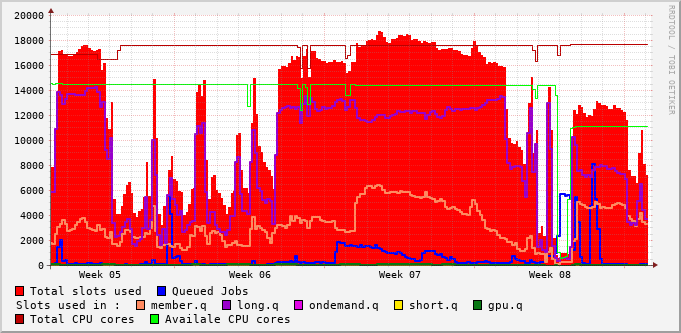 RRDTOOL / TOBI OETIKER
20000
18000
16000
14000
12000
10000
8000
6000
4000
2000
0
Week 05 Week 06 Week 07 Week 08
Total slots used Queued Jobs
Slots used in : member.q long.q ondemand.q short.q gpu.q
Total CPU cores Availale CPU cores